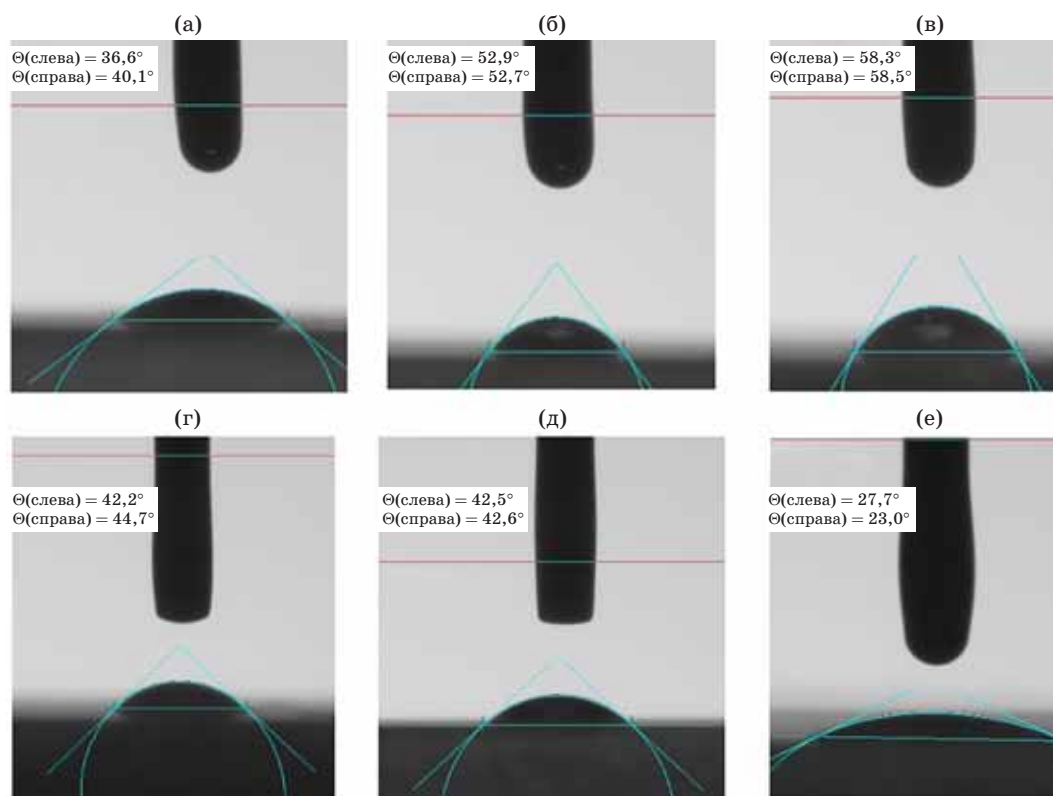 (а)
Θ(слева) = 36,6°
Θ(справа) = 40,1°
(б)
Θ(слева) = 52,9°
Θ(справа) = 52,7°
(в)
Θ(слева) = 58,3°
Θ(справа) = 58,5°
(г)
Θ(слева) = 42,2°
Θ(справа) = 44,7°
(д)
Θ(слева) = 42,5°
Θ(справа) = 42,6°
(е)
Θ(слева) = 27,7°
Θ(справа) = 23,0°